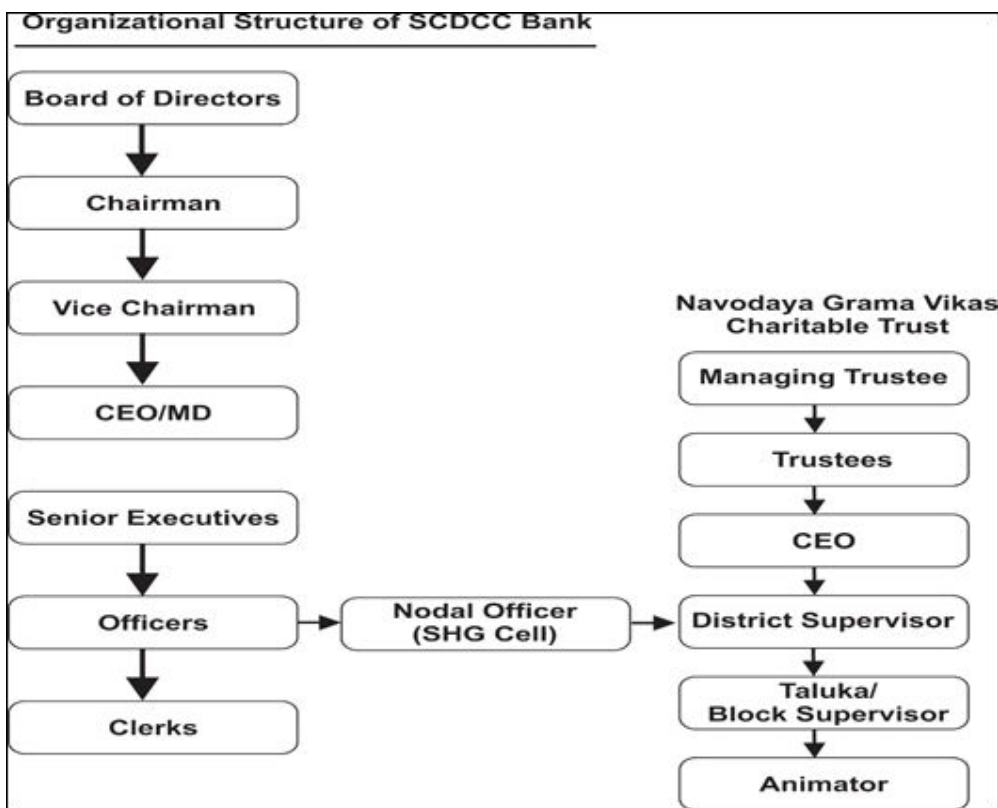 Organizational Structure of SCDCC Bank
Board of Directors
Chairman
Vice Chairman
CEO/MD
Senior Executives
Officers
Clerks
Nodal Officer
(SHG Cell)
Navodaya Grama Vikas
Charitable Trust
Managing Trustee
Trustees
CEO
District Supervisor
Taluka/
Block Supervisor
Animator